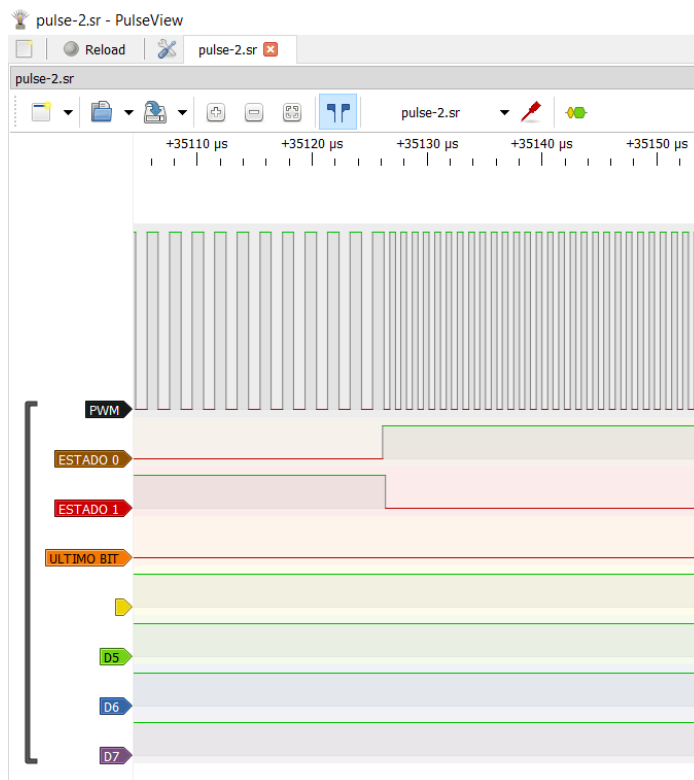 pulse-2.sr - PulseView
Reload
pulse-2.sr
pulse-2.sr
pulse-2.sr
+35110 µs +35120 µs +35130 µs +35140 µs +35150 µs
PWM
ESTADO 0
ESTADO 1
ULTIMO BIT
D5
D6
D7